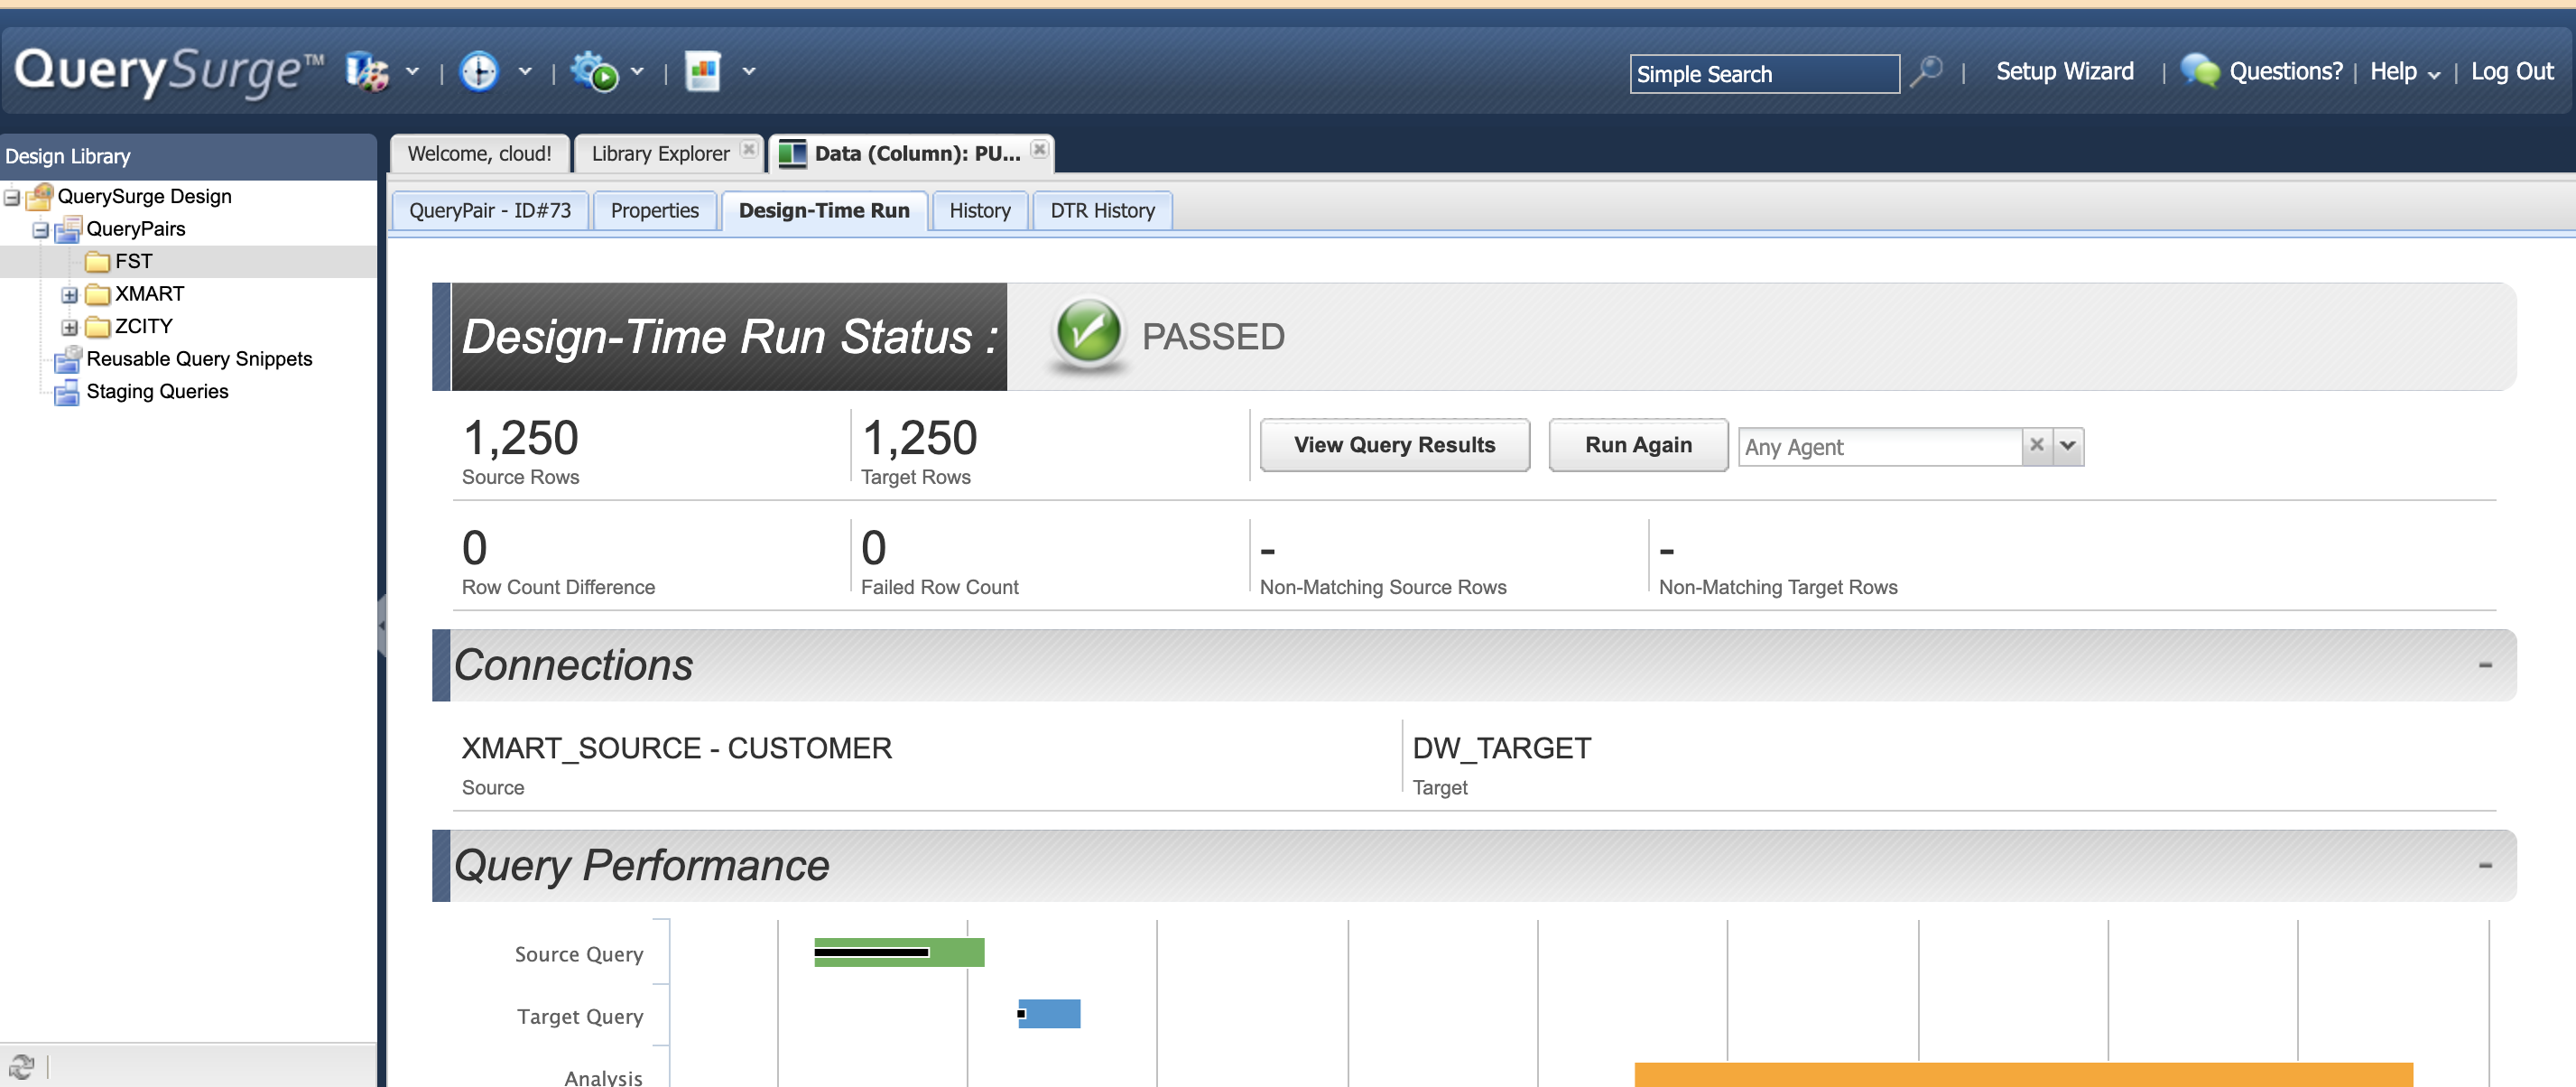 QuerySurge™
Simple Search
Setup Wizard
Questions?
Help
Log Out
Design Library
Welcome, cloud!
Library Explorer
Data (Column): PU...
QuerySurge Design
QueryPairs
FST
XMART
ZCITY
Reusable Query Snippets
Staging Queries
QueryPair - ID#73
Properties
Design-Time Run
History
DTR History
Design-Time Run Status :
PASSED
1,250
Source Rows
1,250
Target Rows
View Query Results
Run Again
Any Agent
0
Row Count Difference
0
Failed Row Count
-
Non-Matching Source Rows
-
Non-Matching Target Rows
Connections
XMART_SOURCE - CUSTOMER
Source
DW_TARGET
Target
Query Performance
Source Query
Target Query
Analysis